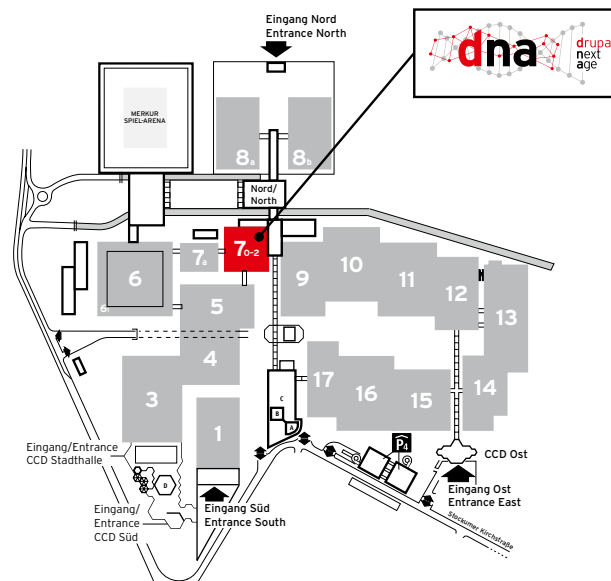 Eingang Nord
Entrance North
dna
drupa
next
age
MERKUR
SPIEL-ARENA
8a
8b
Nord/
North
7 0-2
7a
6
9
10
11
12
13
5
4
3
1
17
16
15
14
C
B
A
P4
CCD Ost
Eingang/Entrance
CCD Stadthalle
D
Eingang/
Entrance
CCD Süd
Eingang Süd
Entrance South
Eingang Ost
Entrance East
Stockumer Kirchstraße